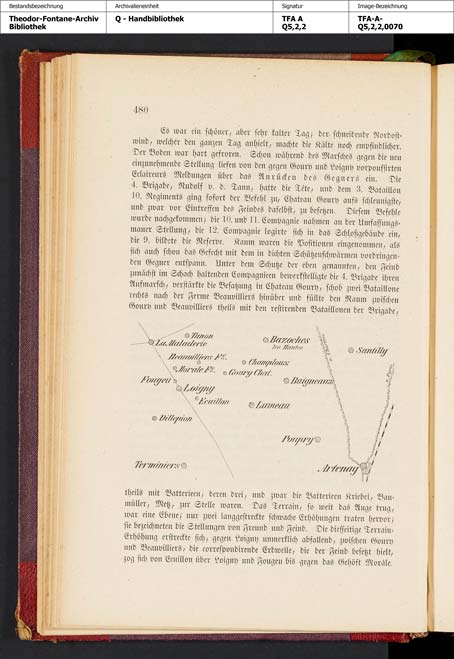 Bestandsbezeichnung
Archivalieneinheit
Signatur
Image-Bezeichnung
Theodor-Fontane-Archiv
Bibliothek
Q - Handbibliothek
TFA A
Q5,2,2
TFA-A-
Q5,2,2,0070
480
Es war ein schöner, aber sehr kalter Tag; der schneidende Nordost-
wind, welcher den ganzen Tag anhielt, machte die Kälte noch empfindlicher.
Der Boden war hart gefroren. Schon während des Marsches gegen die neu
einzunehmende Stellung liefen von den gegen Goury und Loigny vorpoussirten
Eclaireurs Meldungen über das Anrücken des Gegners ein. Die
4. Brigade, Rudolf v. d. Tann, hatte die Tête, und dem 3. Bataillon
10. Regiments ging sofort der Befehl zu, Chateau Goury aufs schleunigste,
und zwar vor Eintreffen des Feindes daselbst, zu besetzen. Diesem Befehle
wurde nachgekommen; die 10. und 11. Compagnie nahmen an der Umfassungs-
mauer Stellung, die 12. Compagnie logirte sich in das Schloßgebäude ein,
die 9. bildete die Reserve. Kaum waren die Positionen eingenommen, als
sich auch schon das Gefecht mit dem in dichten Schützenschwärmen vordringen-
den Gegner entspann. Unter dem Schutze der eben genannten, den Feind
zunächst im Schach haltenden Compagnieen bewerkstelligte die 4. Brigade ihren
Aufmarsch, verstärkte die Besatzung in Chateau Goury, schob zwei Bataillone
rechts nach der Ferme Beauvilliers hinüber und füllte den Raum zwischen
Goury und Beauvilliers theils mit den restirenden Bataillonen der Brigade,
Tanon
La Maladerie
Bazoches
les Hautes
Santilly
Beauvilliers Fe.
Morale Fe.
Champloux
Goury Chat.
Fougeu
Loigny
Baigneaux
Ecuillon
Lumeau
Villepion
Poupry
Terminiers
Artenay
theils mit Batterieen, deren drei, und zwar die Batterieen Kriebel, Bau-
müller, Metz, zur Stelle waren. Das Terrain, so weit das Auge trug,
war eine Ebene; nur zwei langgestreckte schwache Erhöhungen traten hervor;
sie bezeichneten die Stellungen von Freund und Feind. Die diesseitige Terrain-
Erhöhung erstreckte sich, gegen Loigny unmerklich abfallend, zwischen Goury
und Beauvilliers, die correspondirende Erdwelle, die der Feind besetzt hielt,
zog sich von Ecuillon über Loigny und Fougeu bis gegen das Gehöft Morâle.